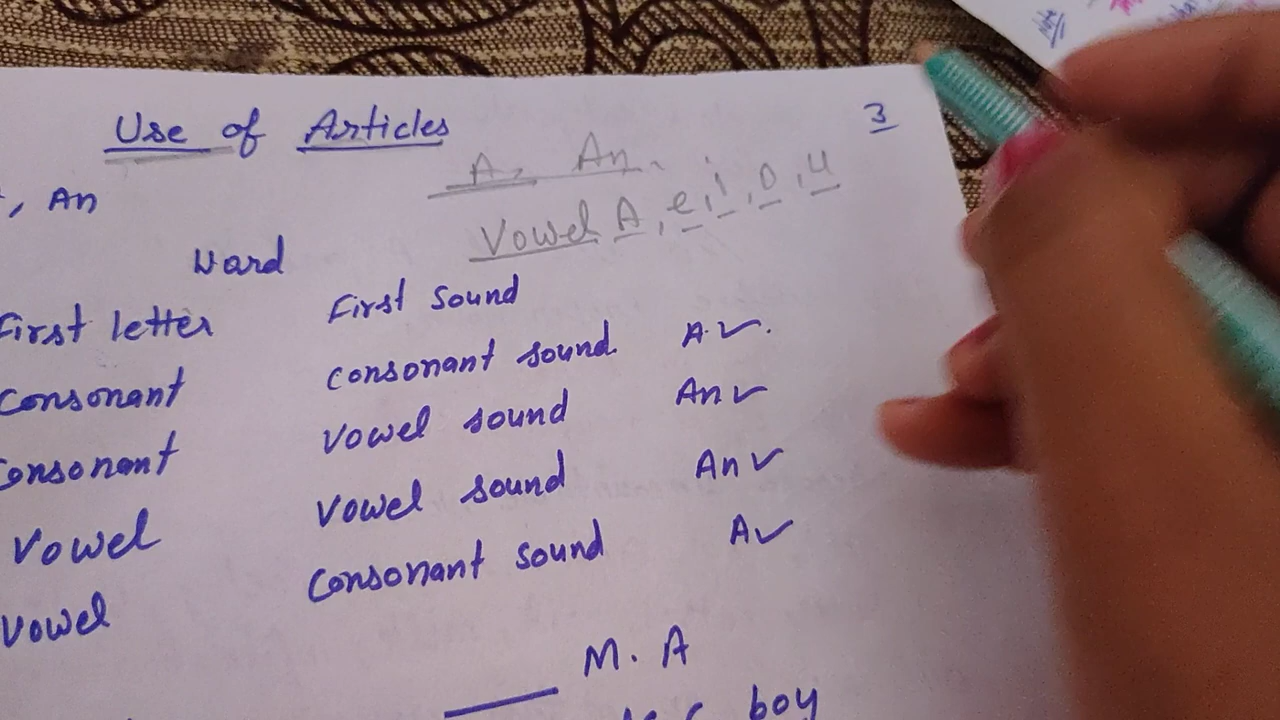 3
Use of Articles
A, An.
, An
Vowel A, e, i, o, u
Word
First letter First Sound
Consonant Consonant sound. A ✓.
Consonant Vowel sound An ✓
Vowel Vowel sound An ✓
Vowel Consonant sound A ✓
M. A
boy